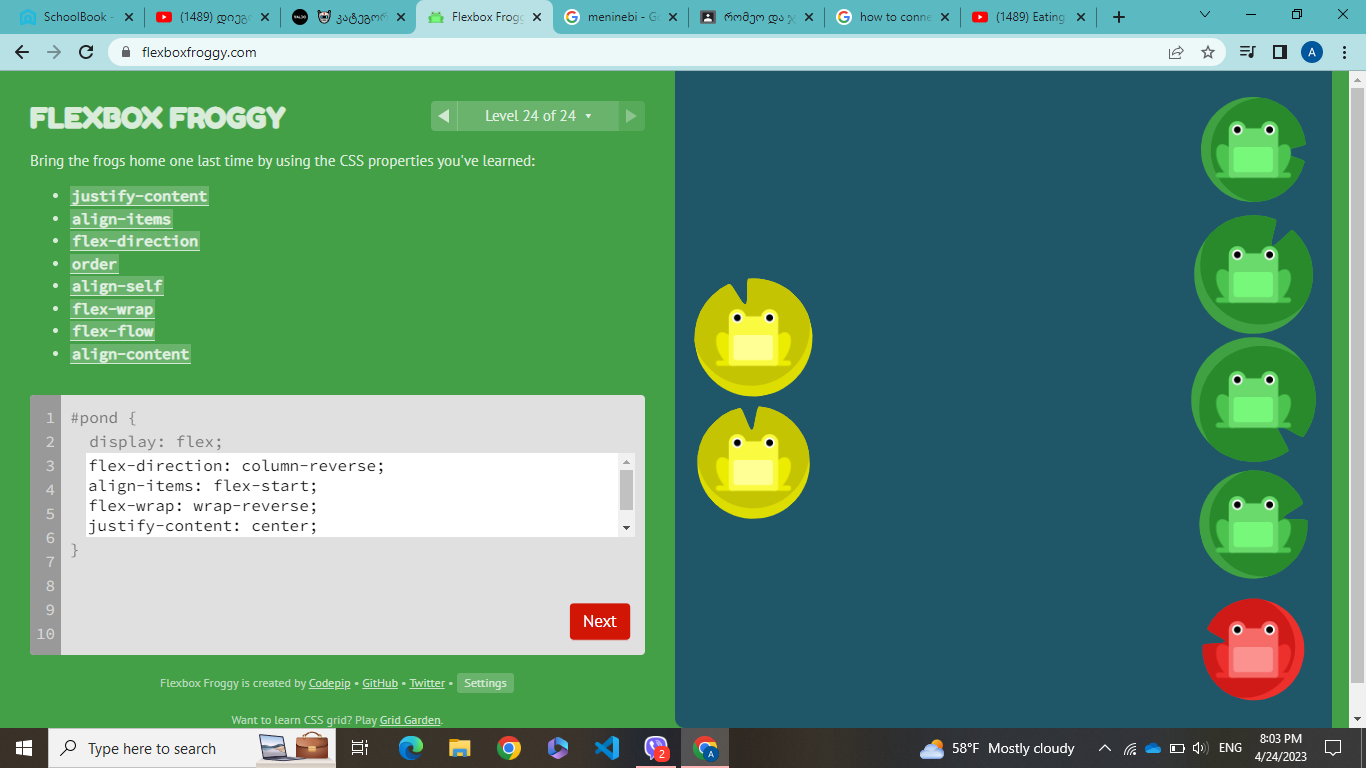 SchoolBook -
(1489) დიეგ
კატეგორ
Flexbox Frogg
meninebi - G
რომეო და ჯ
how to conne
(1489) Eating
flexboxfroggy.com
A
FLEXBOX FROGGY
Level 24 of 24
Bring the frogs home one last time by using the CSS properties you've learned:
justify-content
align-items
flex-direction
order
align-self
flex-wrap
flex-flow
align-content
1 #pond {
2 display: flex;
3 flex-direction: column-reverse;
4 align-items: flex-start;
5 flex-wrap: wrap-reverse;
6 justify-content: center;
7 }
8
9
10
Next
Flexbox Froggy is created by Codepip • GitHub • Twitter • Settings
Want to learn CSS grid? Play Grid Garden.
Type here to search
2
A
58°F Mostly cloudy
ENG
8:03 PM
4/24/2023